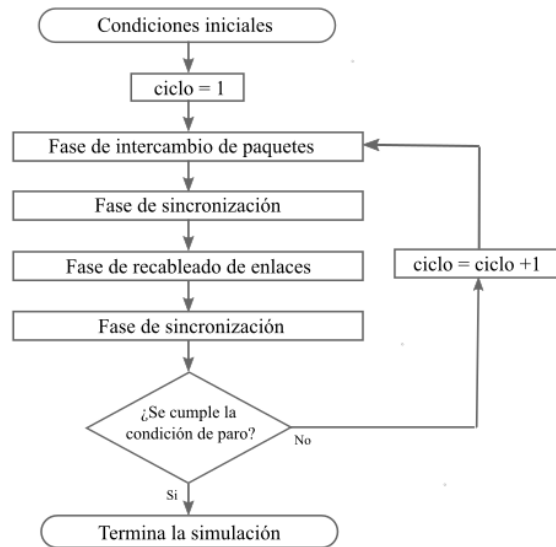 Condiciones iniciales
ciclo = 1
Fase de intercambio de paquetes
Fase de sincronización
Fase de recableado de enlaces
ciclo = ciclo +1
Fase de sincronización
¿Se cumple la
condición de paro?
No
Si
Termina la simulación